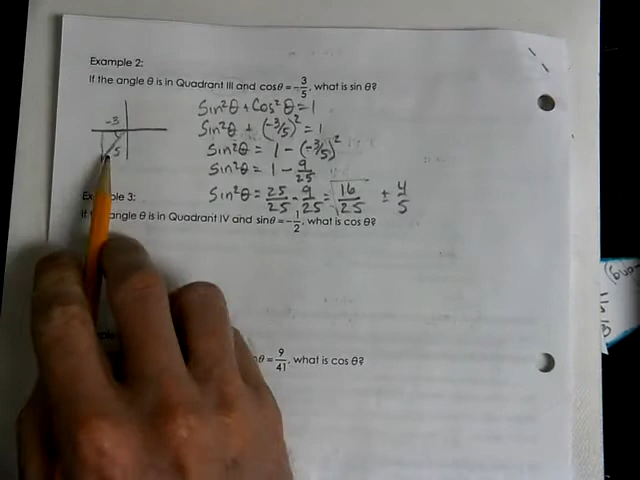 Example 2:
If the angle θ is in Quadrant III and cosθ = -3/5, what is sin θ?
-3
5
sin²θ + cos²θ = 1
sin²θ + (-3/5)² = 1
sin²θ = 1 - (-3/5)²
sin²θ = 1 - 9/25
sin²θ = 25/25 - 9/25 = √16/25 ± 4/5
3:
angle θ is in Quadrant IV and sinθ = -1/2, what is cos θ?
θ = 9/41, what is cos θ?